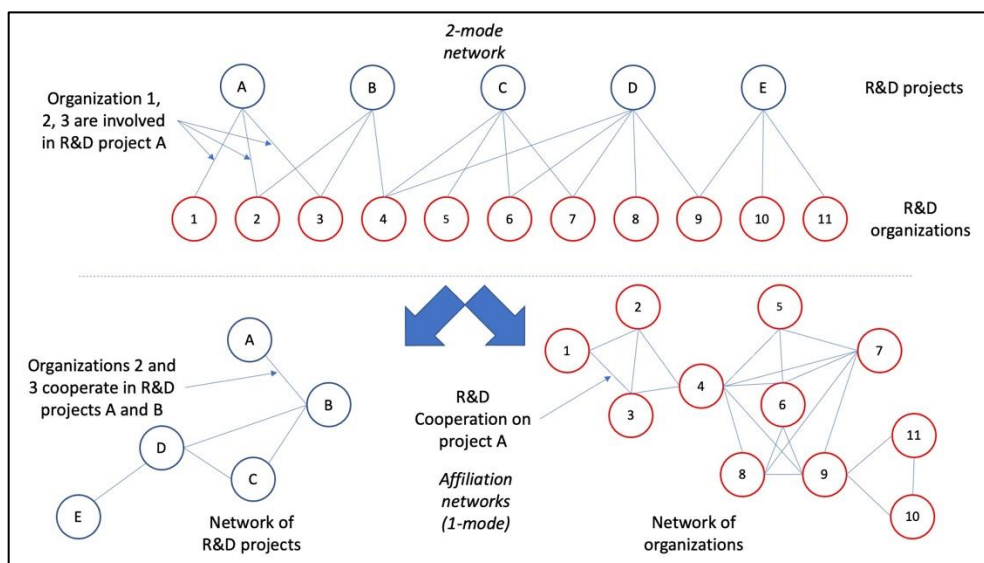 2-mode
network
A
B
C
D
E
R&D projects
Organization 1,
2, 3 are involved
in R&D project A
1
2
3
4
5
6
7
8
9
10
11
R&D
organizations
Organizations 2 and
3 cooperate in R&D
projects A and B
A
B
D
C
E
Network of
R&D projects
R&D
Cooperation on
project A
Affiliation
networks
(1-mode)
1
2
3
4
5
6
7
8
9
11
10
Network of
organizations